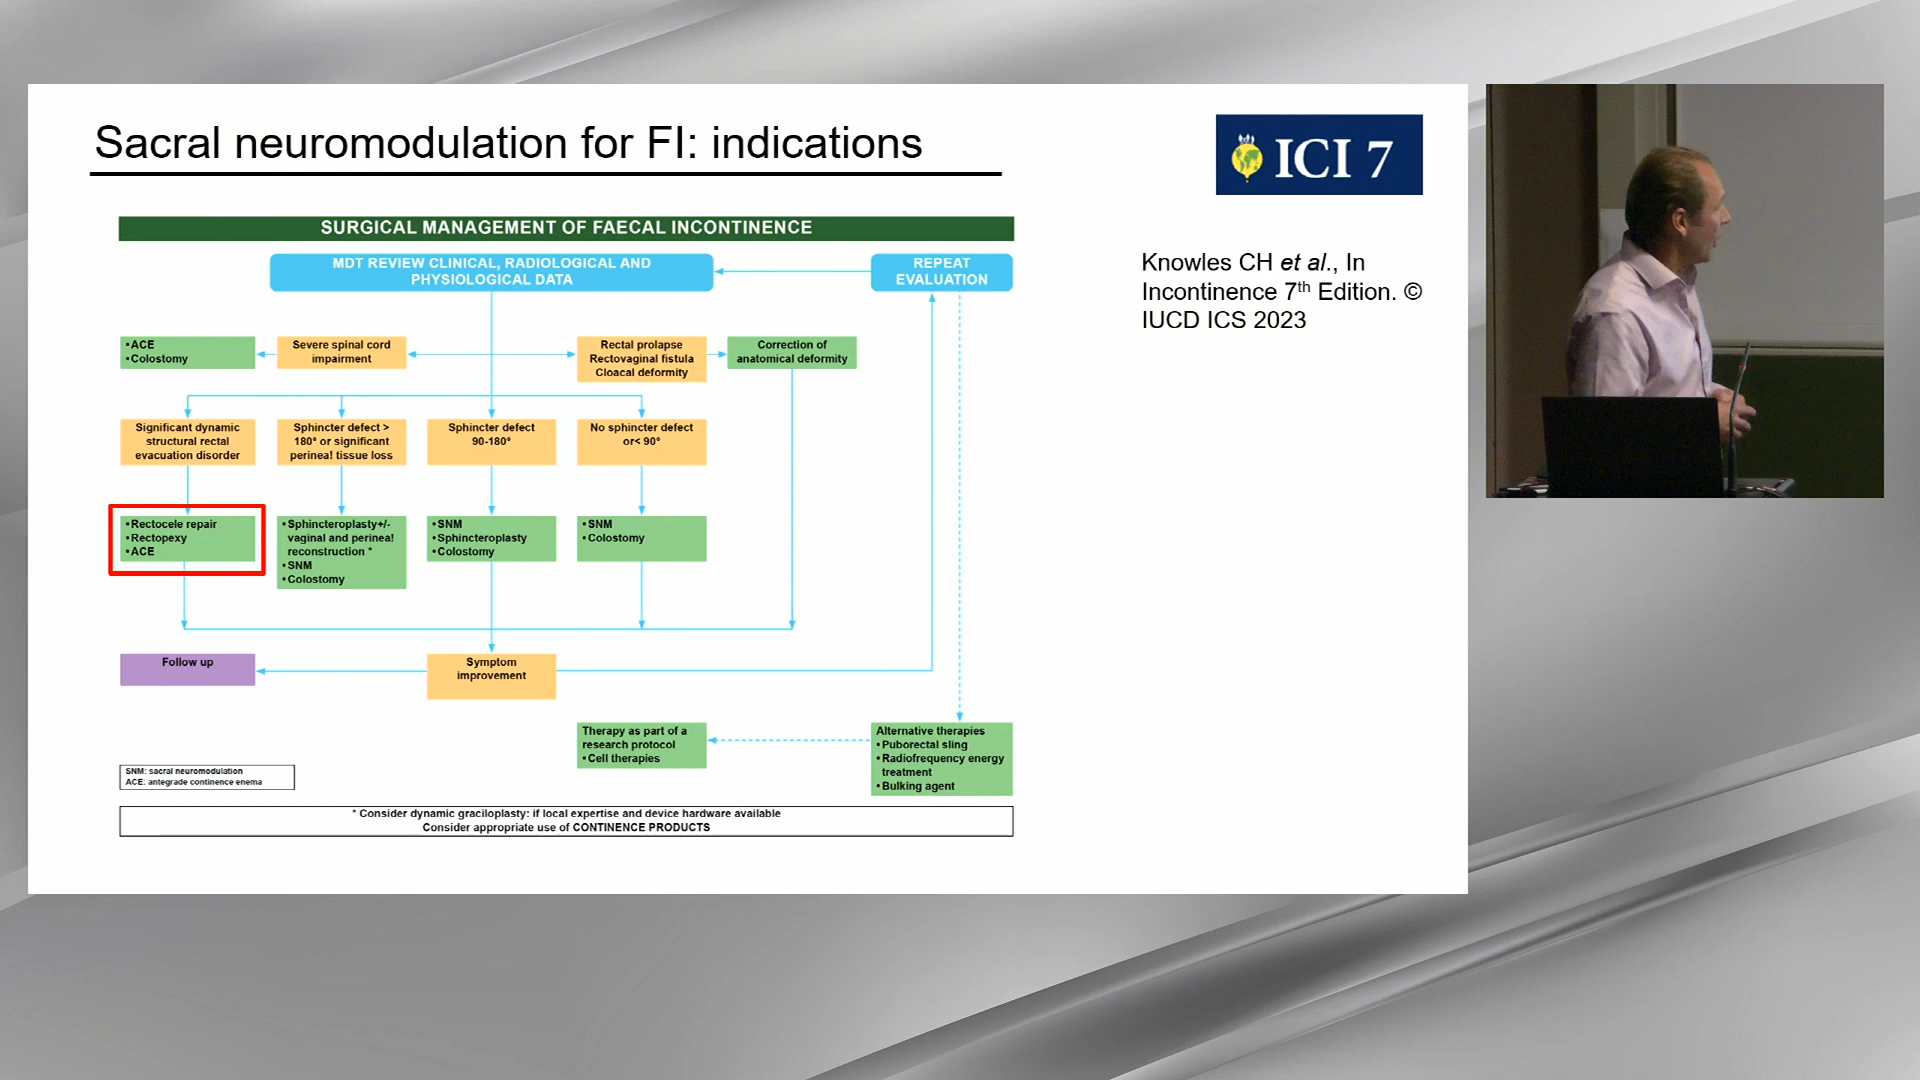 Sacral neuromodulation for FI: indications
ICI 7
SURGICAL MANAGEMENT OF FAECAL INCONTINENCE
MDT REVIEW CLINICAL, RADIOLOGICAL AND
PHYSIOLOGICAL DATA
REPEAT
EVALUATION
Knowles CH et al., In
Incontinence 7th Edition. ©
IUCD ICS 2023
•ACE
•Colostomy
Severe spinal cord
impairment
Rectal prolapse
Rectovaginal fistula
Cloacal deformity
Correction of
anatomical deformity
Significant dynamic
structural rectal
evacuation disorder
Sphincter defect >
180° or significant
perinea! tissue loss
Sphincter defect
90-180°
No sphincter defect
or< 90°
•Rectocele repair
•Rectopexy
•ACE
•Sphincteroplasty+/-
vaginal and perinea!
reconstruction *
•SNM
•Colostomy
•SNM
•Sphincteroplasty
•Colostomy
•SNM
•Colostomy
Follow up
Symptom
improvement
Therapy as part of a
research protocol
•Cell therapies
Alternative therapies
•Puborectal sling
•Radiofrequency energy
treatment
•Bulking agent
SNM: sacral neuromodulation
ACE: antegrade continence enema
* Consider dynamic graciloplasty: if local expertise and device hardware available
Consider appropriate use of CONTINENCE PRODUCTS